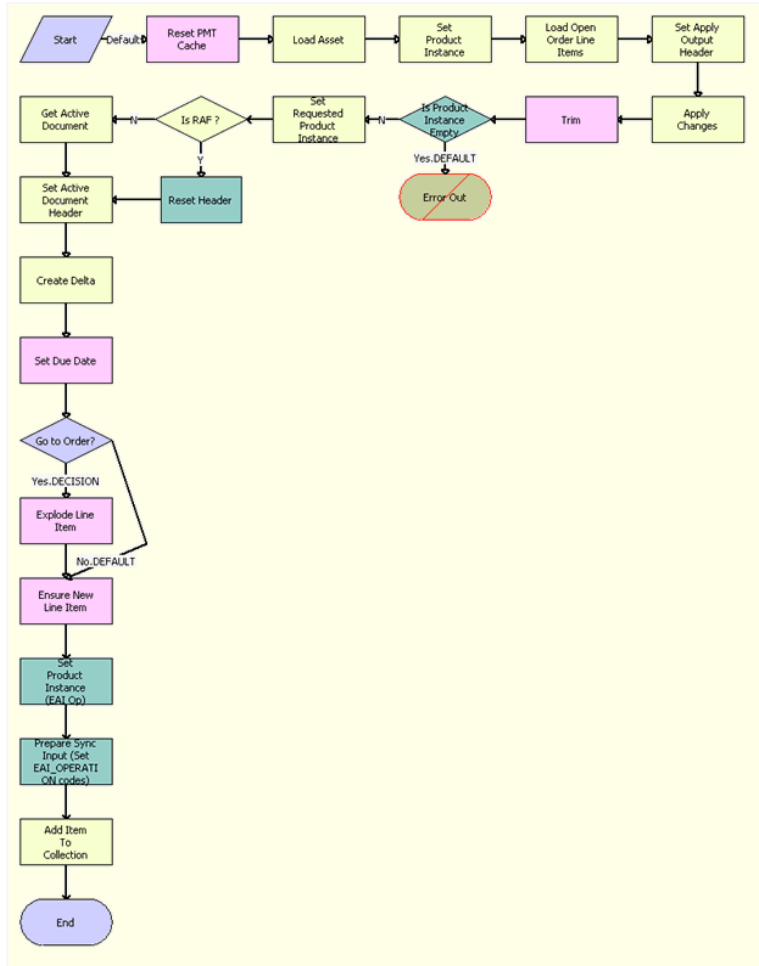 Start
Default
Reset PMT
Cache
Load Asset
Set
Product
Instance
Load Open
Order Line
Items
Set Apply
Output
Header
Get Active
Document
N
Is RAF ?
Set
Requested
Product
Instance
N
Is Product
Instance
Empty
Trim
Apply
Changes
Y
Yes.DEFAULT
Set Active
Document
Header
Reset Header
Error Out
Create Delta
Set Due Date
Go to Order?
Yes.DECISION
Explode Line
Item
No.DEFAULT
Ensure New
Line Item
Set
Product
Instance
(EAI Op)
Prepare Sync
Input (Set
EAI_OPERATI
ON codes)
Add Item
To
Collection
End